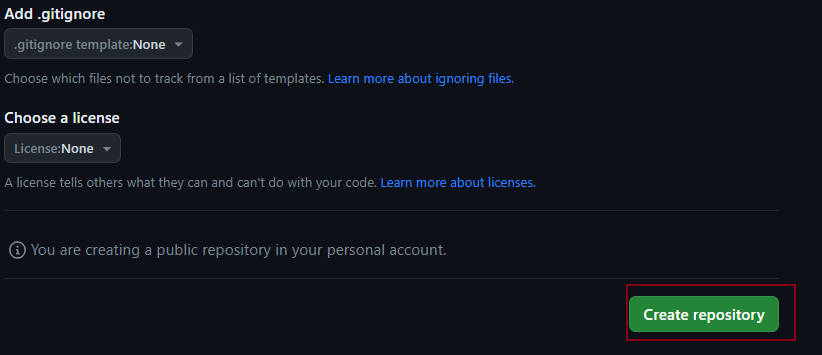 Add .gitignore
.gitignore template:None
Choose which files not to track from a list of templates. Learn more about ignoring files.
Choose a license
License:None
A license tells others what they can and can't do with your code. Learn more about licenses.
You are creating a public repository in your personal account.
Create repository